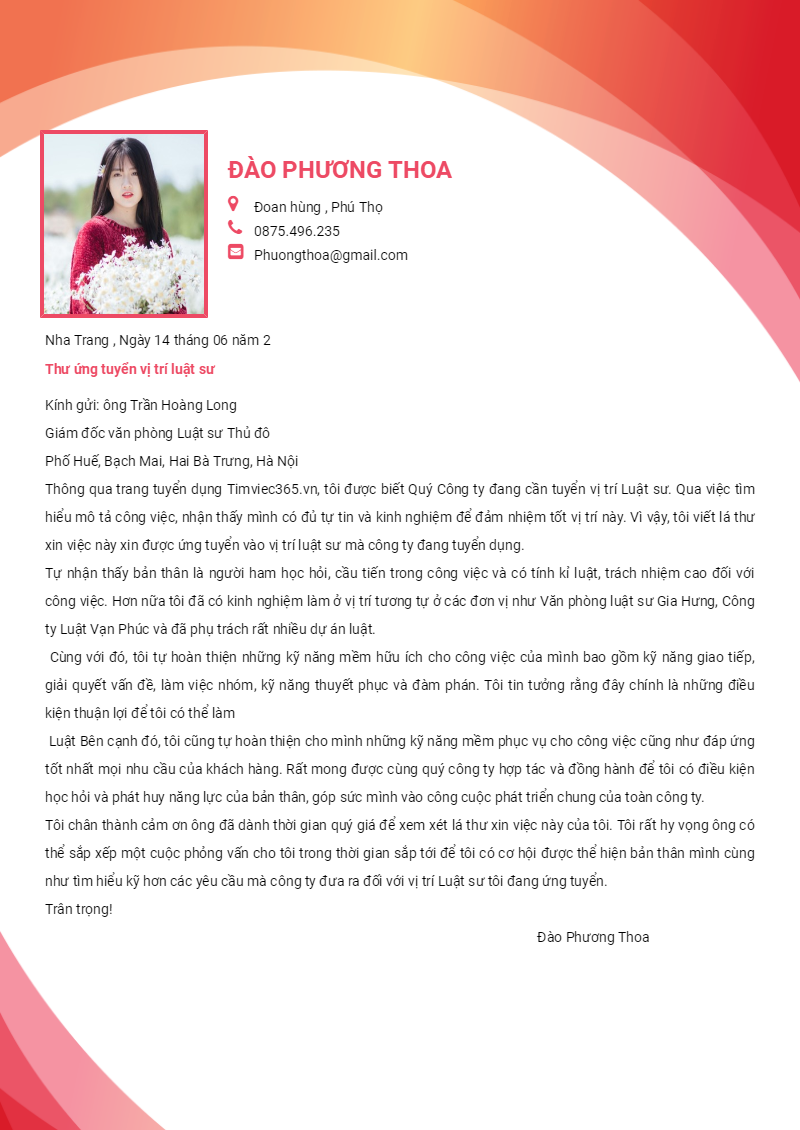 ĐÀO PHƯƠNG THOA
Đoan hùng , Phú Thọ
0875.496.235
Phuongthoa@gmail.com
Nha Trang , Ngày 14 tháng 06 năm 2
Thư ứng tuyển vị trí luật sư
Kính gửi: ông Trần Hoàng Long
Giám đốc văn phòng Luật sư Thủ đô
Phố Huế, Bạch Mai, Hai Bà Trưng, Hà Nội
Thông qua trang tuyển dụng Timviec365.vn, tôi được biết Quý Công ty đang cần tuyển vị trí Luật sư. Qua việc tìm
hiểu mô tả công việc, nhận thấy mình có đủ tự tin và kinh nghiệm để đảm nhiệm tốt vị trí này. Vì vậy, tôi viết lá thư
xin việc này xin được ứng tuyển vào vị trí luật sư mà công ty đang tuyển dụng.
Tự nhận thấy bản thân là người ham học hỏi, cầu tiến trong công việc và có tính kỉ luật, trách nhiệm cao đối với
công việc. Hơn nữa tôi đã có kinh nghiệm làm ở vị trí tương tự ở các đơn vị như Văn phòng luật sư Gia Hưng, Công
ty Luật Vạn Phúc và đã phụ trách rất nhiều dự án luật.
Cùng với đó, tôi tự hoàn thiện những kỹ năng mềm hữu ích cho công việc của mình bao gồm kỹ năng giao tiếp,
giải quyết vấn đề, làm việc nhóm, kỹ năng thuyết phục và đàm phán. Tôi tin tưởng rằng đây chính là những điều
kiện thuận lợi để tôi có thể làm
Luật Bên cạnh đó, tôi cũng tự hoàn thiện cho mình những kỹ năng mềm phục vụ cho công việc cũng như đáp ứng
tốt nhất mọi nhu cầu của khách hàng. Rất mong được cùng quý công ty hợp tác và đồng hành để tôi có điều kiện
học hỏi và phát huy năng lực của bản thân, góp sức mình vào công cuộc phát triển chung của toàn công ty.
Tôi chân thành cảm ơn ông đã dành thời gian quý giá để xem xét lá thư xin việc này của tôi. Tôi rất hy vọng ông có
thể sắp xếp một cuộc phỏng vấn cho tôi trong thời gian sắp tới để tôi có cơ hội được thể hiện bản thân mình cùng
như tìm hiểu kỹ hơn các yêu cầu mà công ty đưa ra đối với vị trí Luật sư tôi đang ứng tuyển.
Trân trọng!
Đào Phương Thoa